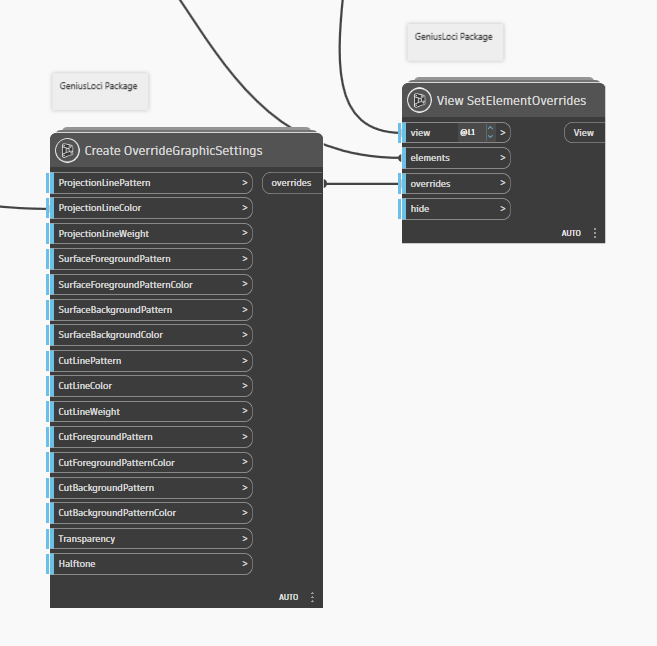 GeniusLoci Package
Create OverrideGraphicSettings
ProjectionLinePattern >
overrides
ProjectionLineColor >
ProjectionLineWeight >
SurfaceForegroundPattern >
SurfaceForegroundPatternColor >
SurfaceBackgroundPattern >
SurfaceBackgroundColor >
CutLinePattern >
CutLineColor >
CutLineWeight >
CutForegroundPattern >
CutForegroundPatternColor >
CutBackgroundPattern >
CutBackgroundPatternColor >
Transparency >
Halftone >
AUTO
GeniusLoci Package
View SetElementOverrides
view @L1 >
View
elements >
overrides >
hide >
AUTO